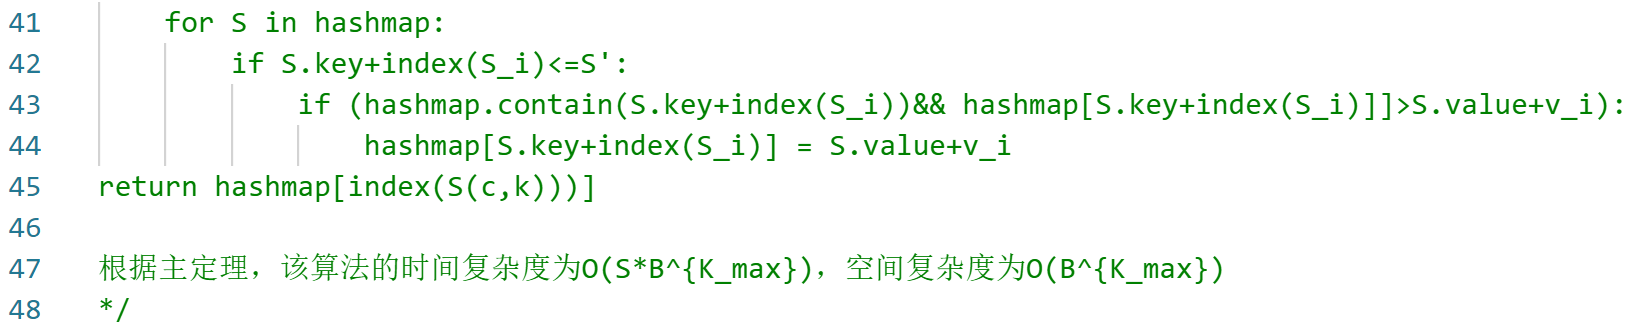 41 for S in hashmap:
42 if S.key+index(S_i)<=S':
43 if (hashmap.contain(S.key+index(S_i))&& hashmap[S.key+index(S_i)]]>S.value+v_i):
44 hashmap[S.key+index(S_i)] = S.value+v_i
45 return hashmap[index(S(c,k)))]
46
47 根据主定理，该算法的时间复杂度为O(S*B^{K_max})，空间复杂度为O(B^{K_max})
48 */